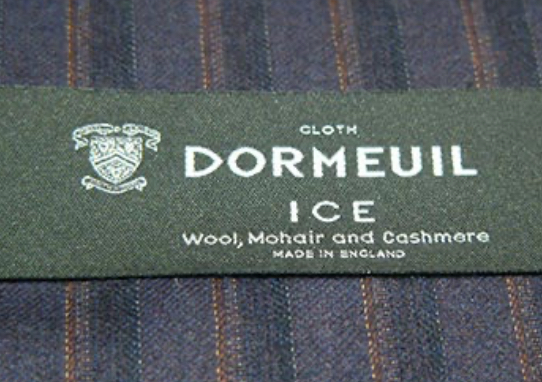 CLOTH
DORMEUIL
ICE
Wool, Mohair and Cashmere
MADE IN ENGLAND